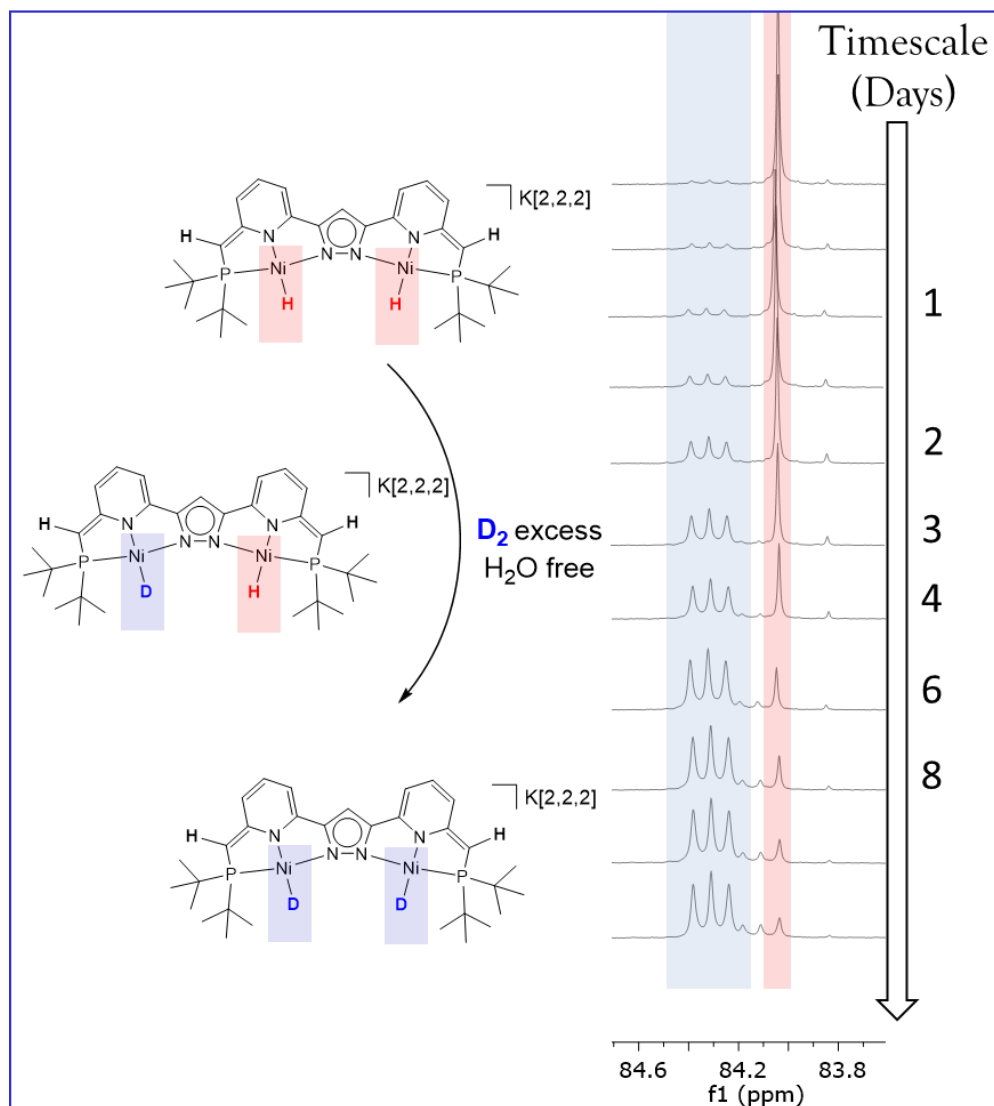 Timescale
(Days)
K[2,2,2]
H
H
N
N
P
Ni
N
N
Ni
P
H
H
1
2
K[2,2,2]
H
H
N
N
P
Ni
N
N
Ni
P
D
H
D2 excess
H2O free
3
4
6
K[2,2,2]
8
H
H
N
N
P
Ni
N
N
Ni
P
D
D
84.6
84.2
83.8
f1 (ppm)